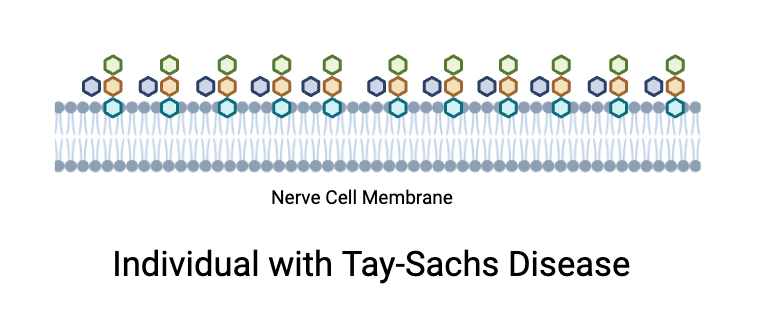 Nerve Cell Membrane
Individual with Tay-Sachs Disease